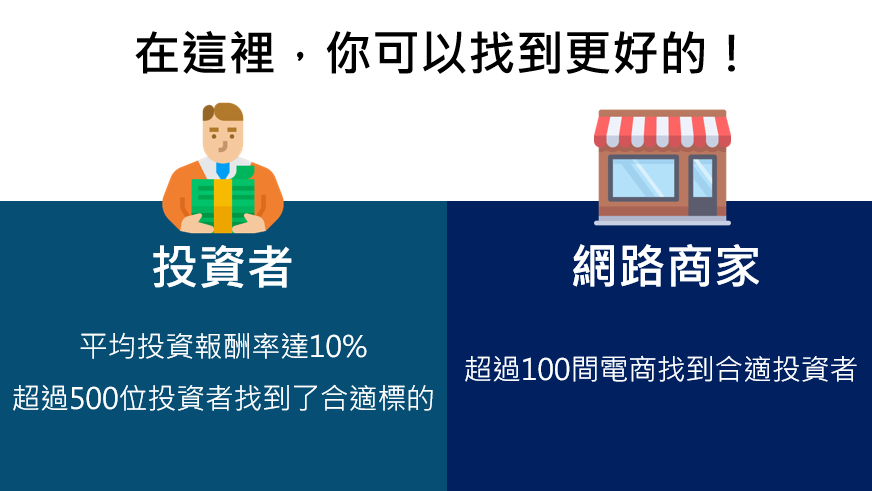 在這裡，你可以找到更好的！
投資者
平均投資報酬率達10%
超過500位投資者找到了合適標的
網路商家
超過100間電商找到合適投資者